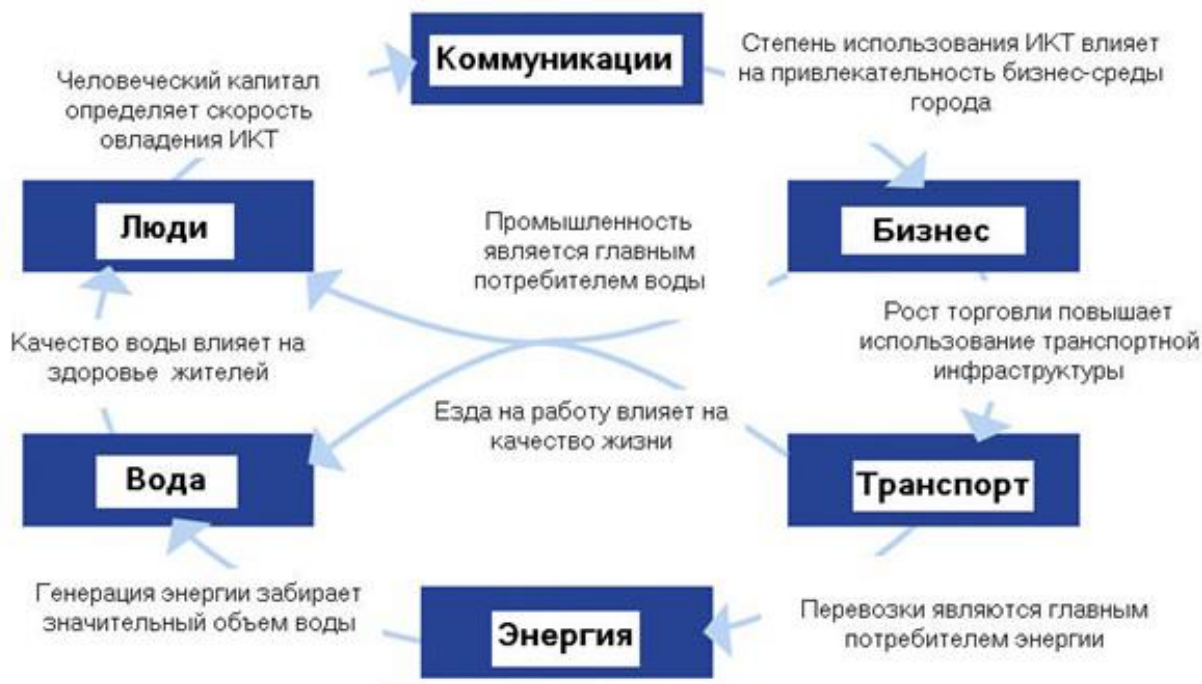 Коммуникации
Степень использования ИКТ влияет
на привлекательность бизнес-среды
города
Человеческий капитал
определяет скорость
овладения ИКТ
Люди
Промышленность
является главным
потребителем воды
Бизнес
Качество воды влияет на
здоровье жителей
Рост торговли повышает
использование транспортной
инфраструктуры
Езда на работу влияет на
качество жизни
Вода
Транспорт
Генерация энергии забирает
значительный объем воды
Энергия
Перевозки являются главным
потребителем энергии